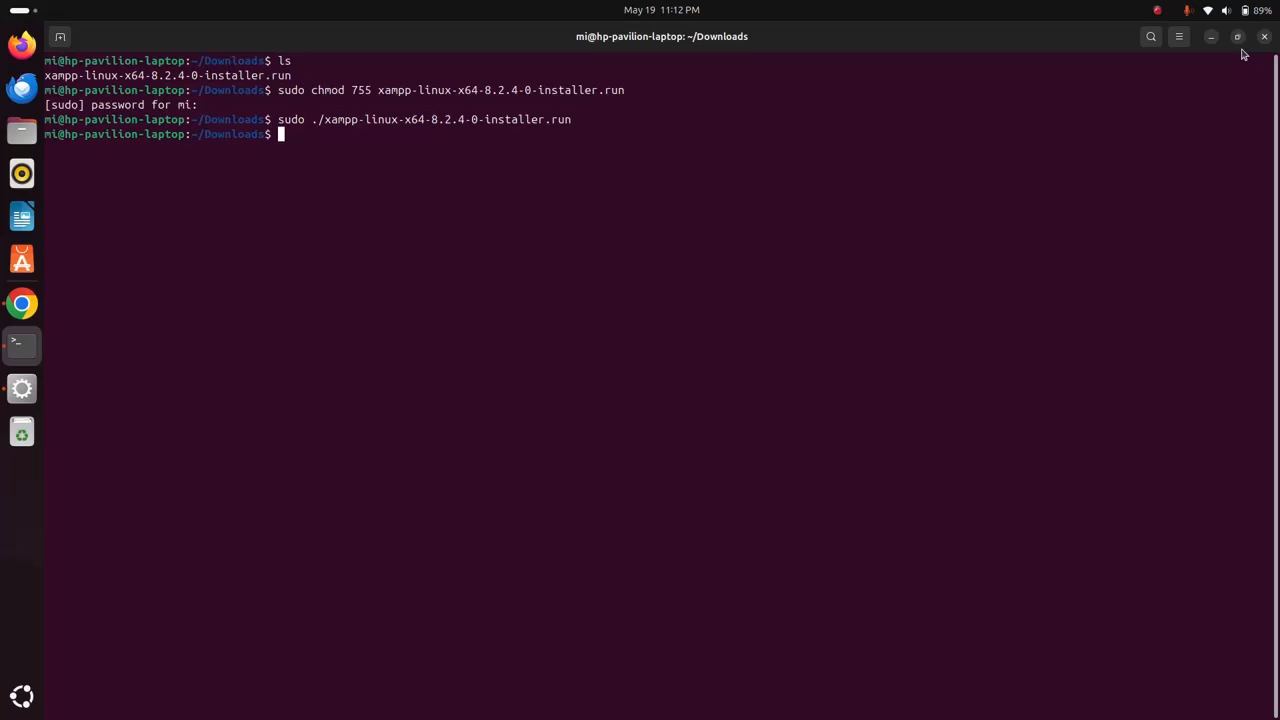 May 19 11:12 PM
89%
mi@hp-pavilion-laptop: ~/Downloads
mi@hp-pavilion-laptop:~/Downloads$ ls
xampp-linux-x64-8.2.4-0-installer.run
mi@hp-pavilion-laptop:~/Downloads$ sudo chmod 755 xampp-linux-x64-8.2.4-0-installer.run
[sudo] password for mi:
mi@hp-pavilion-laptop:~/Downloads$ sudo ./xampp-linux-x64-8.2.4-0-installer.run
mi@hp-pavilion-laptop:~/Downloads$